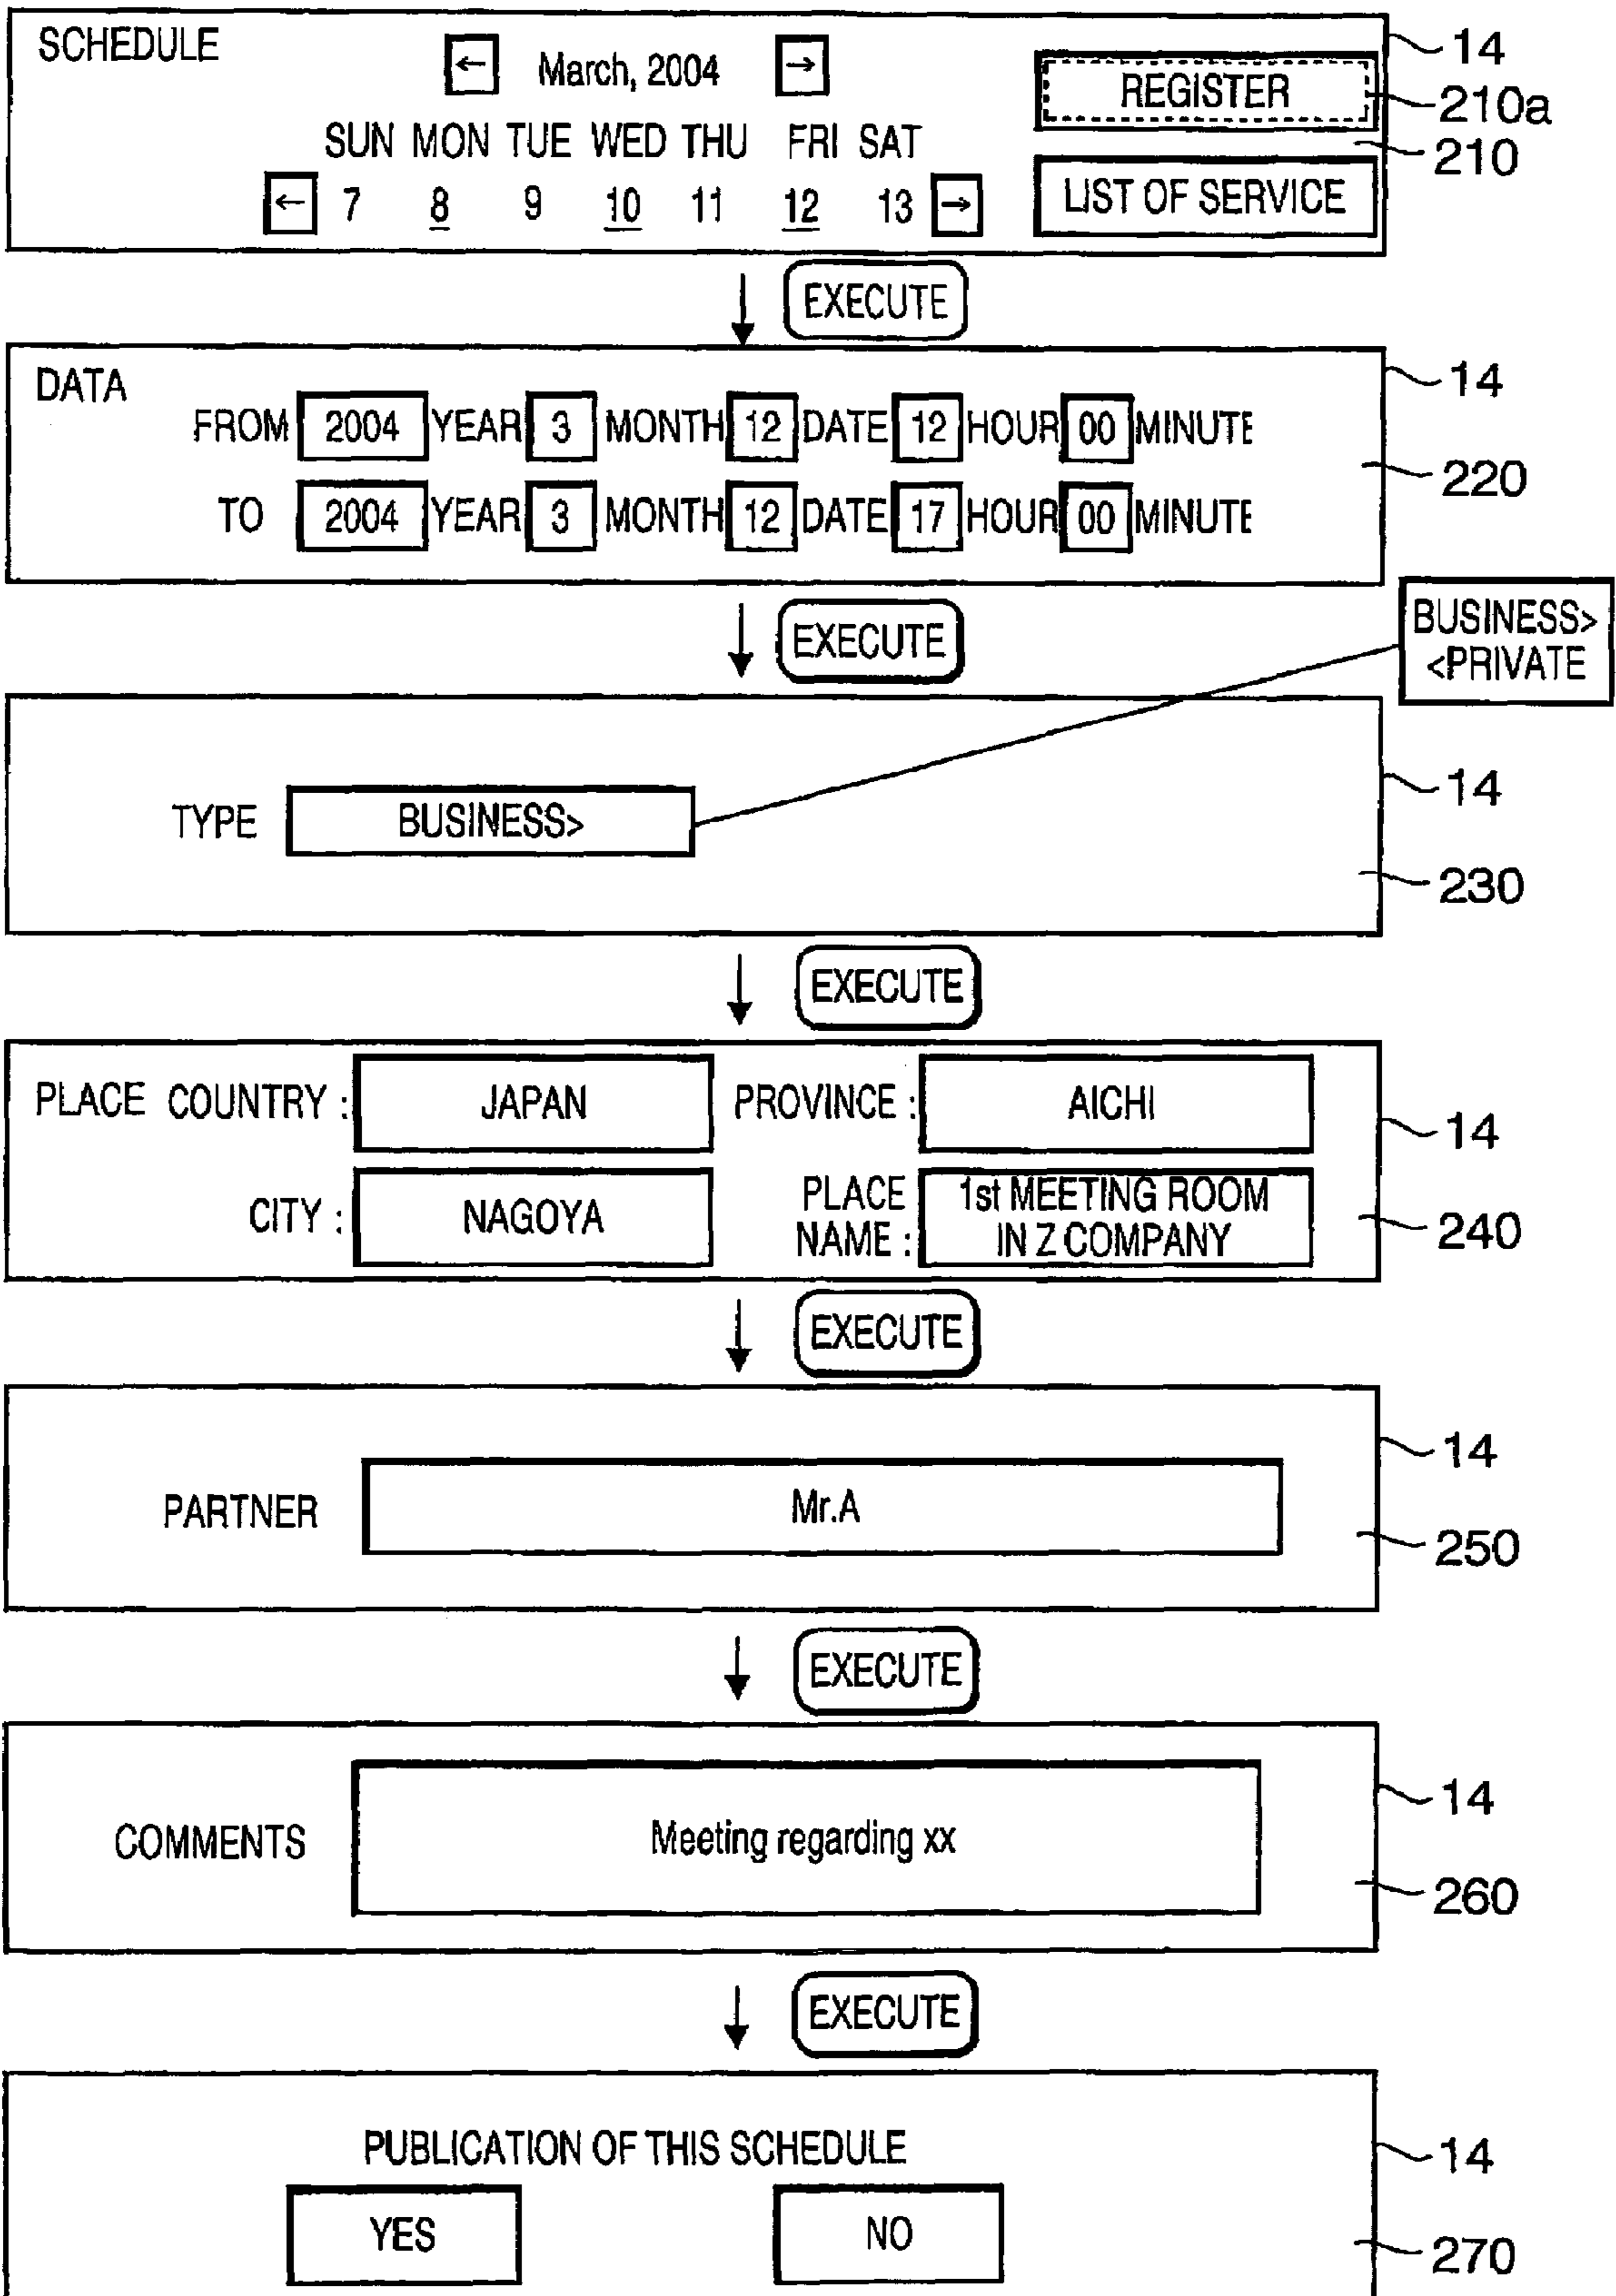 SCHEDULE
← March, 2004 →
REGISTER
14
210a
210
SUN MON TUE WED THU FRI SAT
← 7 8 9 10 11 12 13 →
LIST OF SERVICE
EXECUTE
DATA
14
FROM 2004 YEAR 3 MONTH 12 DATE 12 HOUR 00 MINUTE
220
TO 2004 YEAR 3 MONTH 12 DATE 17 HOUR 00 MINUTE
EXECUTE
BUSINESS>
<PRIVATE
14
TYPE BUSINESS>
230
EXECUTE
PLACE COUNTRY : JAPAN PROVINCE : AICHI
14
CITY : NAGOYA
PLACE NAME :
1st MEETING ROOM
IN Z COMPANY
240
EXECUTE
14
PARTNER Mr.A
250
EXECUTE
14
COMMENTS Meeting regarding xx
260
EXECUTE
PUBLICATION OF THIS SCHEDULE
14
YES NO
270